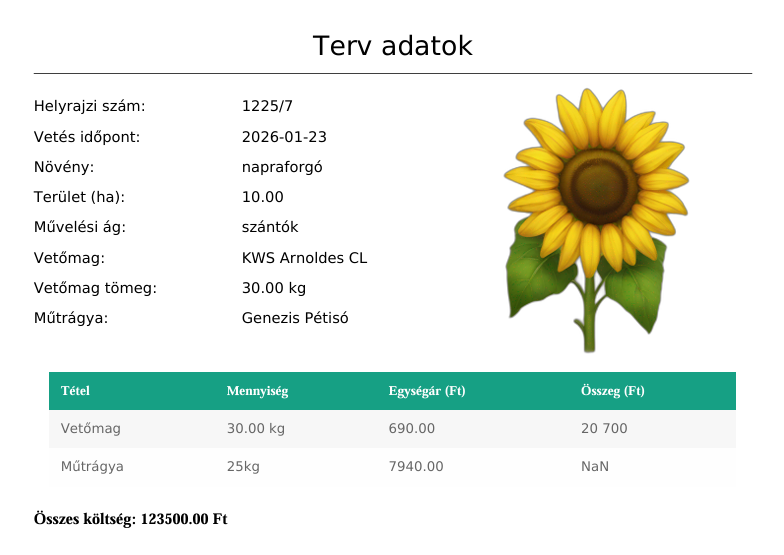 Terv adatok
Helyrajzi szám: 1225/7
Vetés időpont: 2026-01-23
Növény: napraforgó
Terület (ha): 10.00
Művelési ág: szántók
Vetőmag: KWS Arnoldes CL
Vetőmag tömeg: 30.00 kg
Műtrágya: Genezis Pétisó
Tétel Mennyiség Egységár (Ft) Összeg (Ft)
Vetőmag 30.00 kg 690.00 20 700
Műtrágya 25kg 7940.00 NaN
Összes költség: 123500.00 Ft